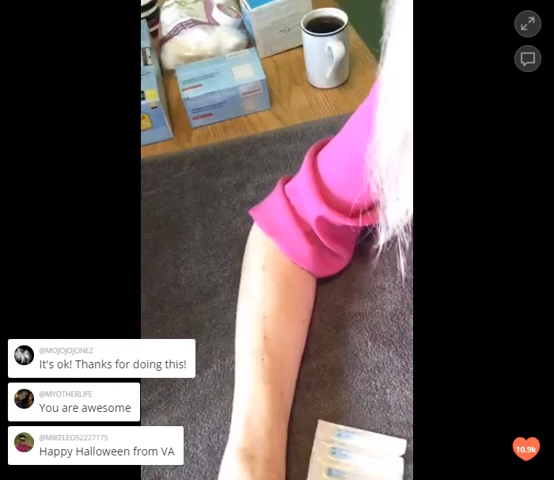 @MOJOJOJONEZ
It's ok! Thanks for doing this!
@MYOTHERLIFE
You are awesome
@MIKELEO52227175
Happy Halloween from VA
10.9k